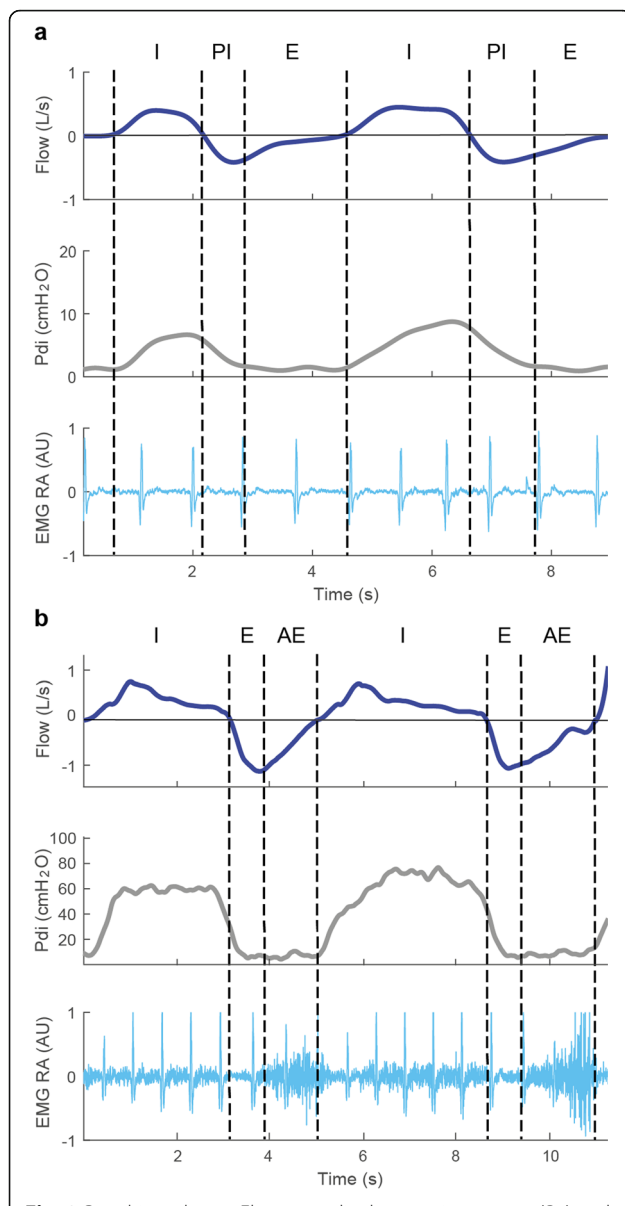 a
I PI E I PI E
1
0
-1
Flow (L/s)
20
10
0
Pdi (cmH₂O)
1
0
-1
EMG RA (AU)
2 4 6 8
Time (s)
b
I E AE I E AE
1
0
-1
Flow (L/s)
100
80
60
40
20
Pdi (cmH₂O)
1
0
-1
EMG RA (AU)
2 4 6 8 10
Time (s)